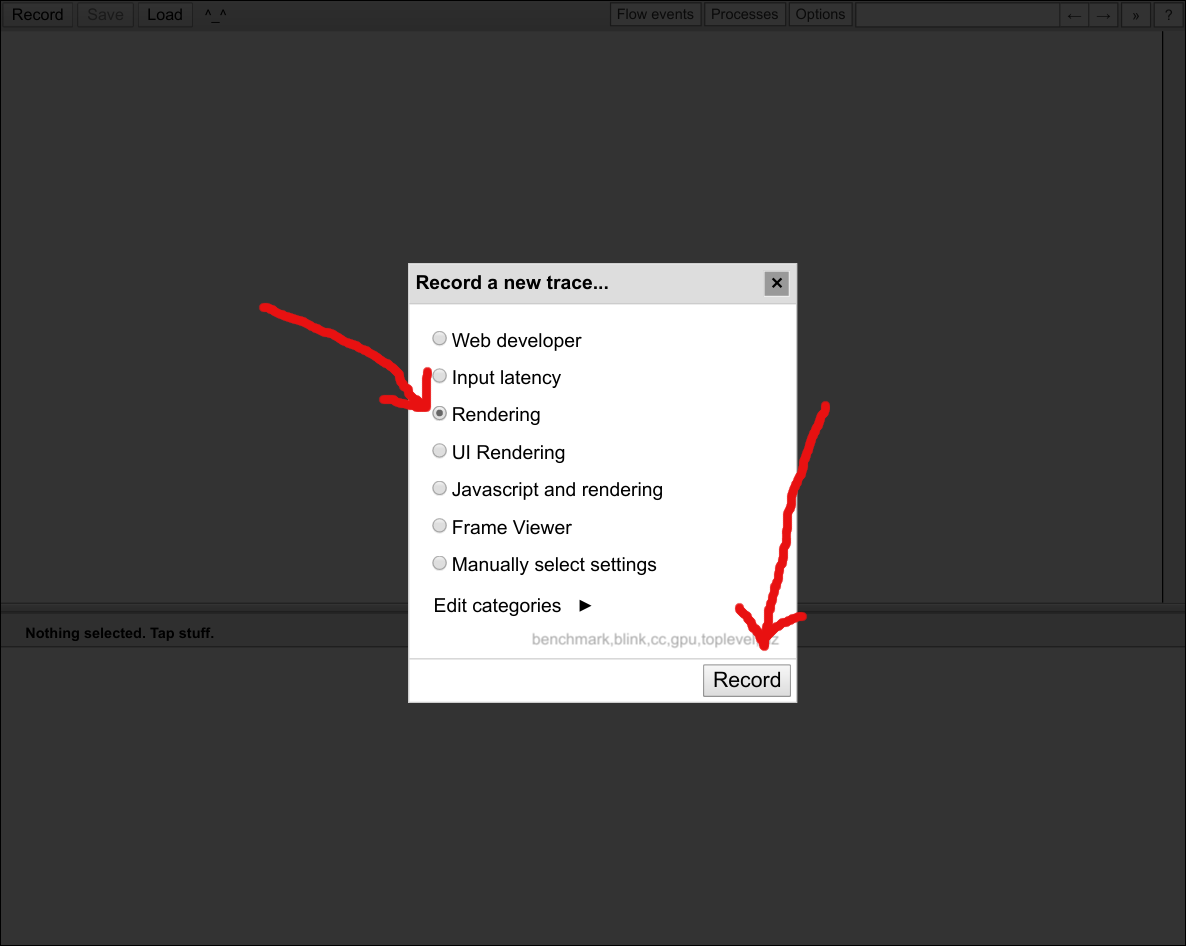 Record Save Load ^_^ Flow events Processes Options ← → » ?
Record a new trace... ×
Web developer
Input latency
Rendering
UI Rendering
Javascript and rendering
Frame Viewer
Manually select settings
Edit categories ►
Nothing selected. Tap stuff.
benchmark,blink,cc,gpu,toplevel
Record